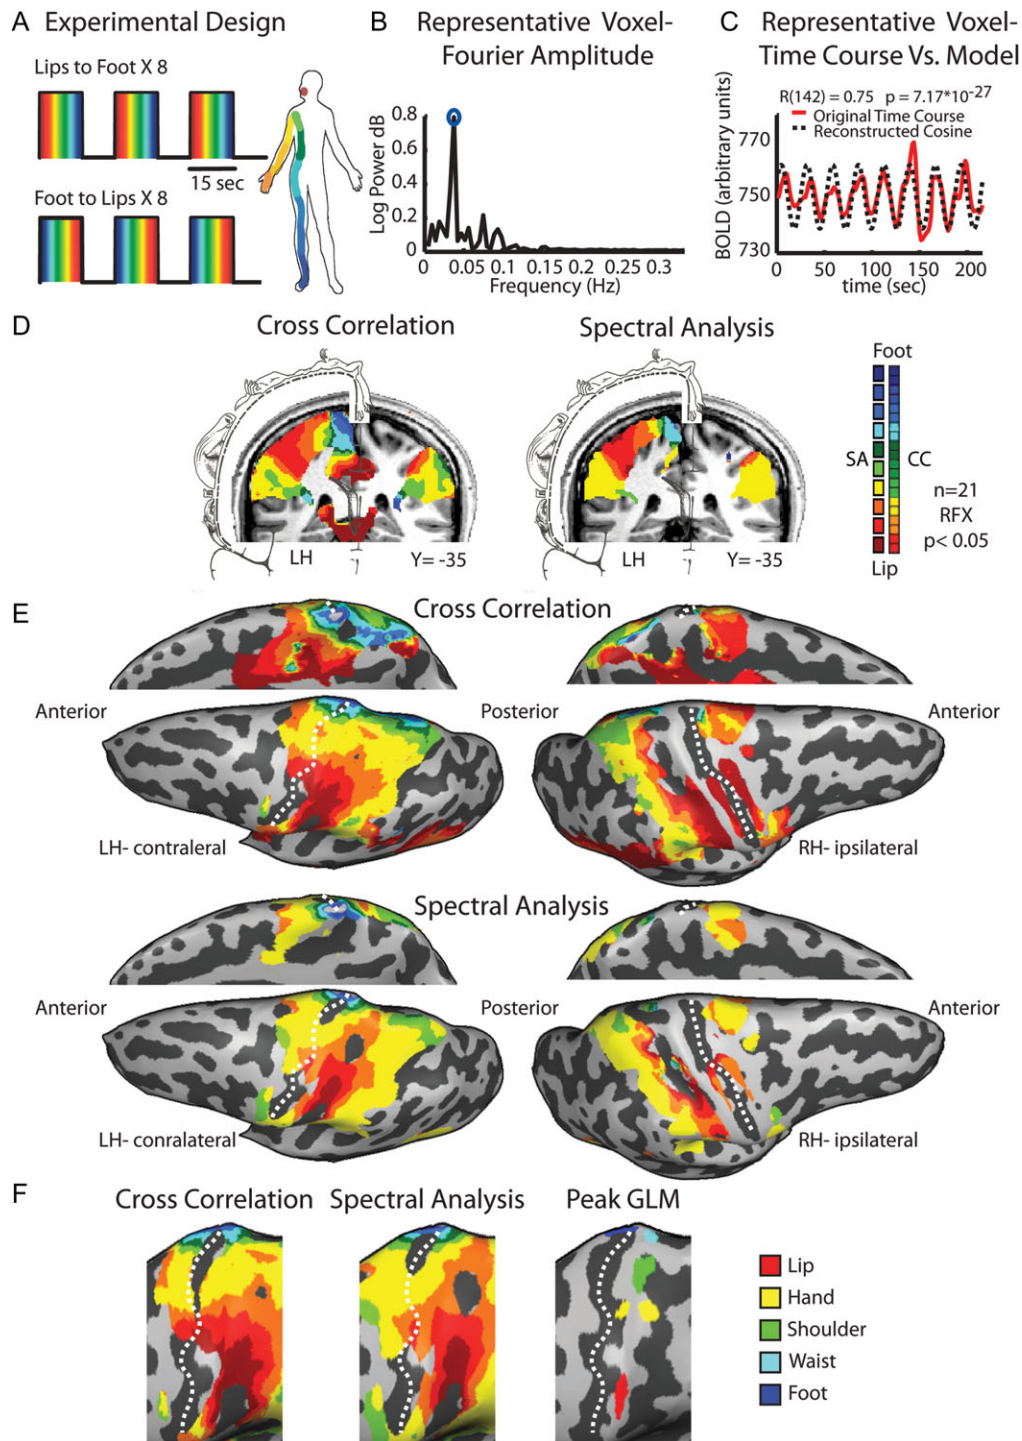 A Experimental Design
Lips to Foot X 8
15 sec
Foot to Lips X 8
B Representative Voxel-
Fourier Amplitude
Log Power dB
0.8
0.6
0.4
0.2
0
0 0.05 0.1 0.15 0.2 0.25 0.3
Frequency (Hz)
C Representative Voxel-
Time Course Vs. Model
R(142) = 0.75 p = 7.17*10-27
Original Time Course
Reconstructed Cosine
BOLD (arbitrary units)
770
750
730
0 50 100 150 200
time (sec)
D
Cross Correlation
Spectral Analysis
LH Y= -35
LH Y= -35
Foot
SA CC
n=21
RFX
p< 0.05
Lip
E
Cross Correlation
Anterior Posterior Anterior
LH- contraleral RH- ipsilateral
Spectral Analysis
Anterior Posterior Anterior
LH- conralateral RH- ipsilateral
F
Cross Correlation Spectral Analysis Peak GLM
Lip
Hand
Shoulder
Waist
Foot